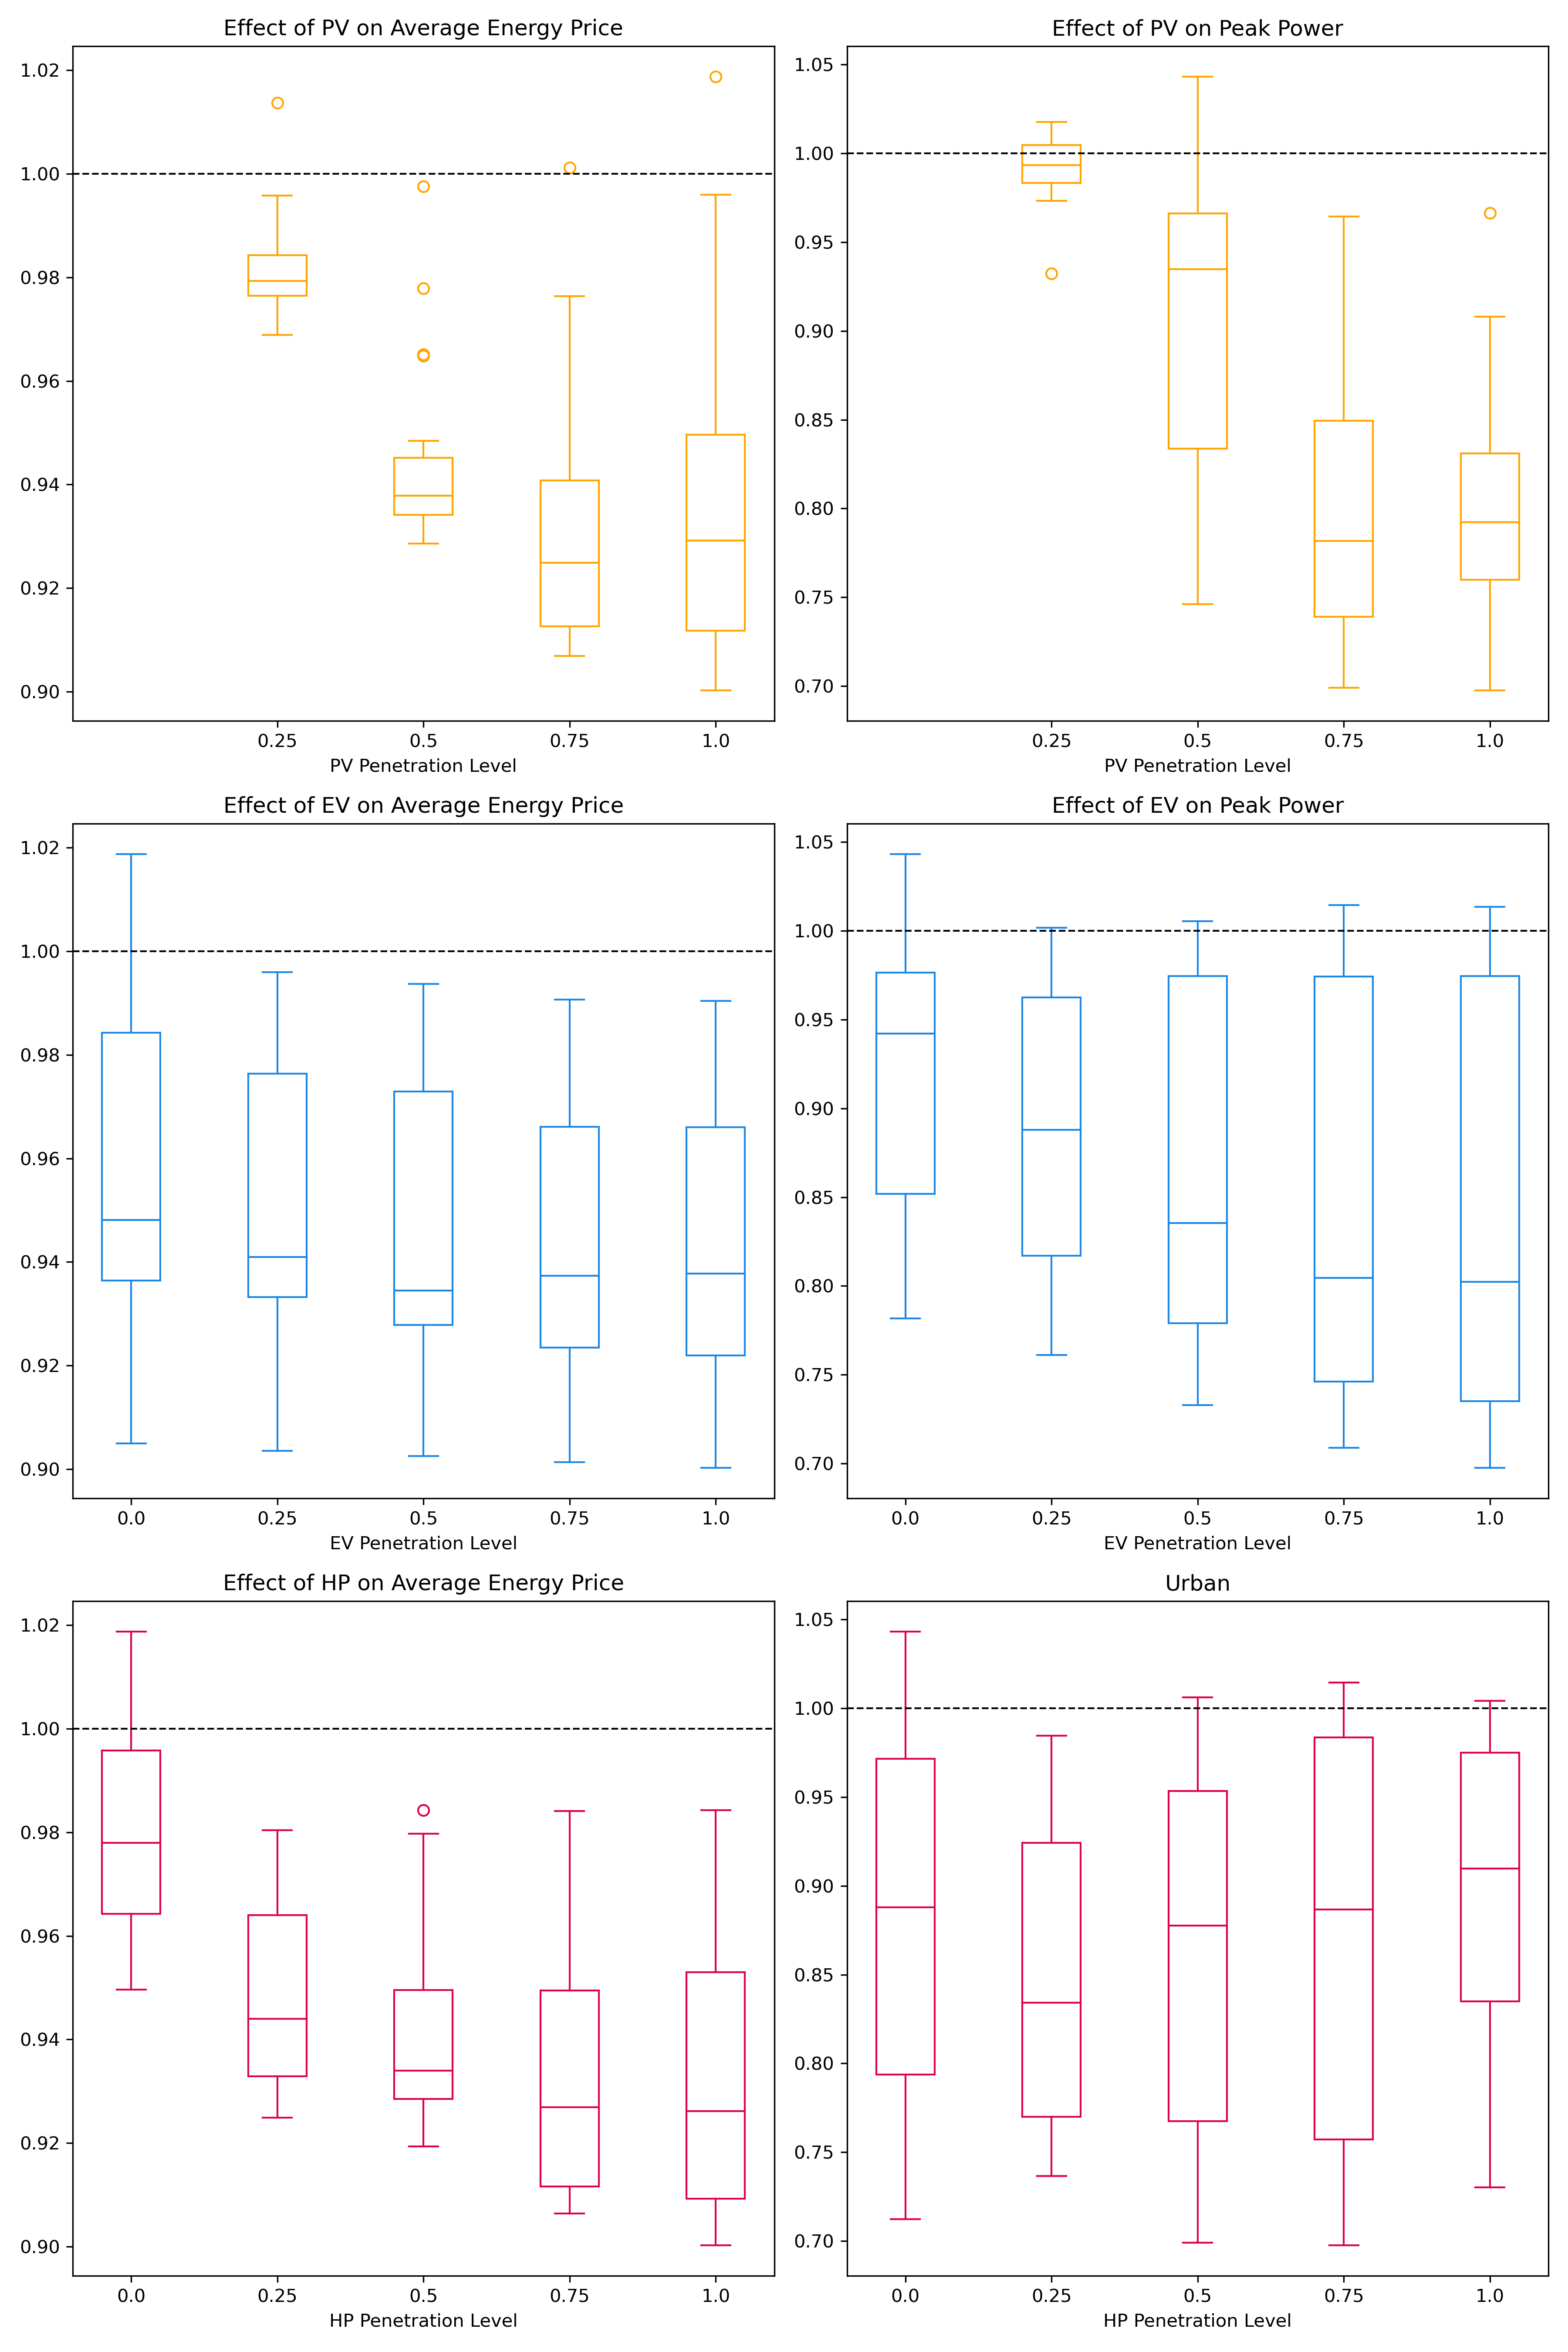 Effect of PV on Average Energy Price
1.02
1.00
0.98
0.96
0.94
0.92
0.90
0.25 0.5 0.75 1.0
PV Penetration Level
Effect of PV on Peak Power
1.05
1.00
0.95
0.90
0.85
0.80
0.75
0.70
0.25 0.5 0.75 1.0
PV Penetration Level
Effect of EV on Average Energy Price
1.02
1.00
0.98
0.96
0.94
0.92
0.90
0.0 0.25 0.5 0.75 1.0
EV Penetration Level
Effect of EV on Peak Power
1.05
1.00
0.95
0.90
0.85
0.80
0.75
0.70
0.0 0.25 0.5 0.75 1.0
EV Penetration Level
Effect of HP on Average Energy Price
1.02
1.00
0.98
0.96
0.94
0.92
0.90
0.0 0.25 0.5 0.75 1.0
HP Penetration Level
Urban
1.05
1.00
0.95
0.90
0.85
0.80
0.75
0.70
0.0 0.25 0.5 0.75 1.0
HP Penetration Level